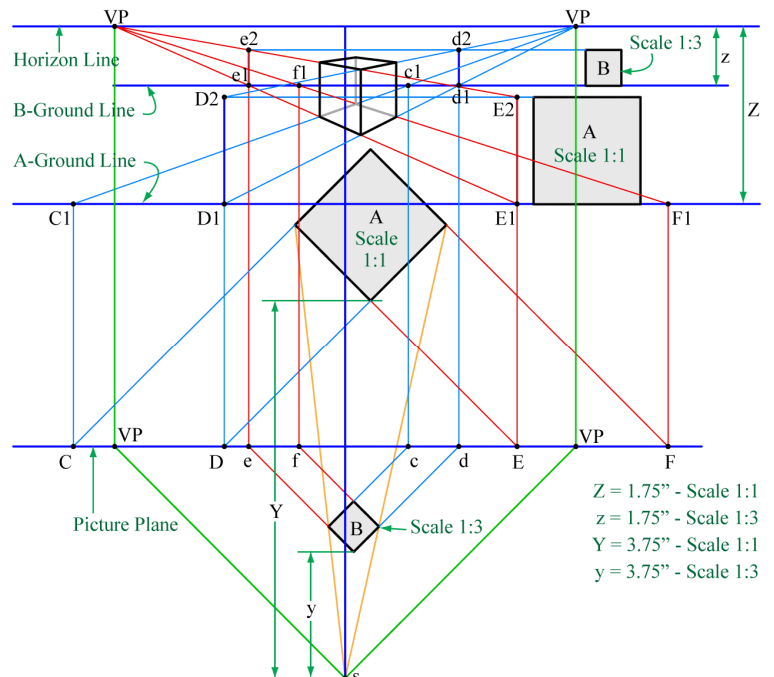 VP
VP
e2
d2
Scale 1:3
Horizon Line
B
z
e1
f1
c1
d1
D2
E2
B-Ground Line
Z
A
Scale 1:1
A-Ground Line
C1
D1
A
E1
F1
Scale
1:1
VP
VP
C
D
e
f
c
d
E
F
Z = 1.75” - Scale 1:1
Y
z = 1.75” - Scale 1:3
Picture Plane
B
Scale 1:3
Y = 3.75” - Scale 1:1
y = 3.75” - Scale 1:3
y
s